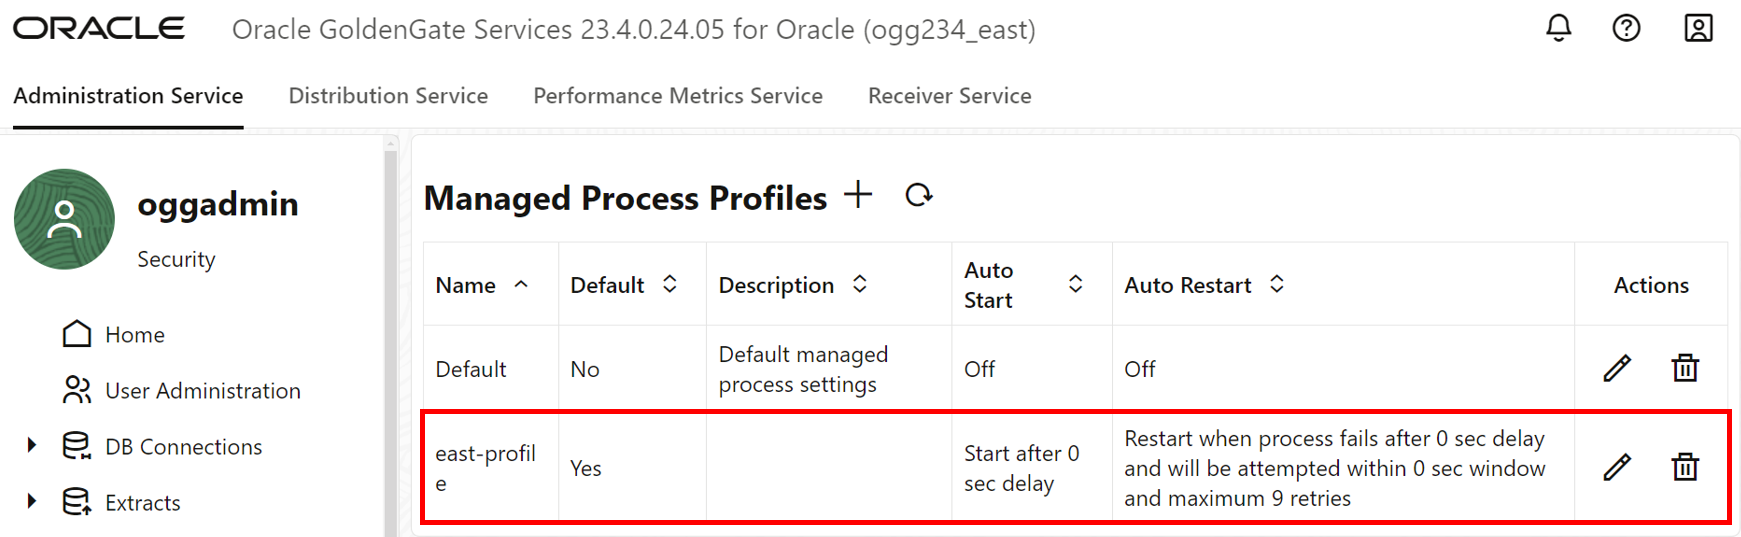 ORACLE Oracle GoldenGate Services 23.4.0.24.05 for Oracle (ogg234_east)
Administration Service Distribution Service Performance Metrics Service Receiver Service
oggadmin
Security
Home
User Administration
DB Connections
Extracts
Managed Process Profiles
Name Default Description Auto Start Auto Restart Actions
Default No Default managed
process settings Off Off
east-profil
e Yes Start after 0
sec delay Restart when process fails after 0 sec delay
and will be attempted within 0 sec window
and maximum 9 retries